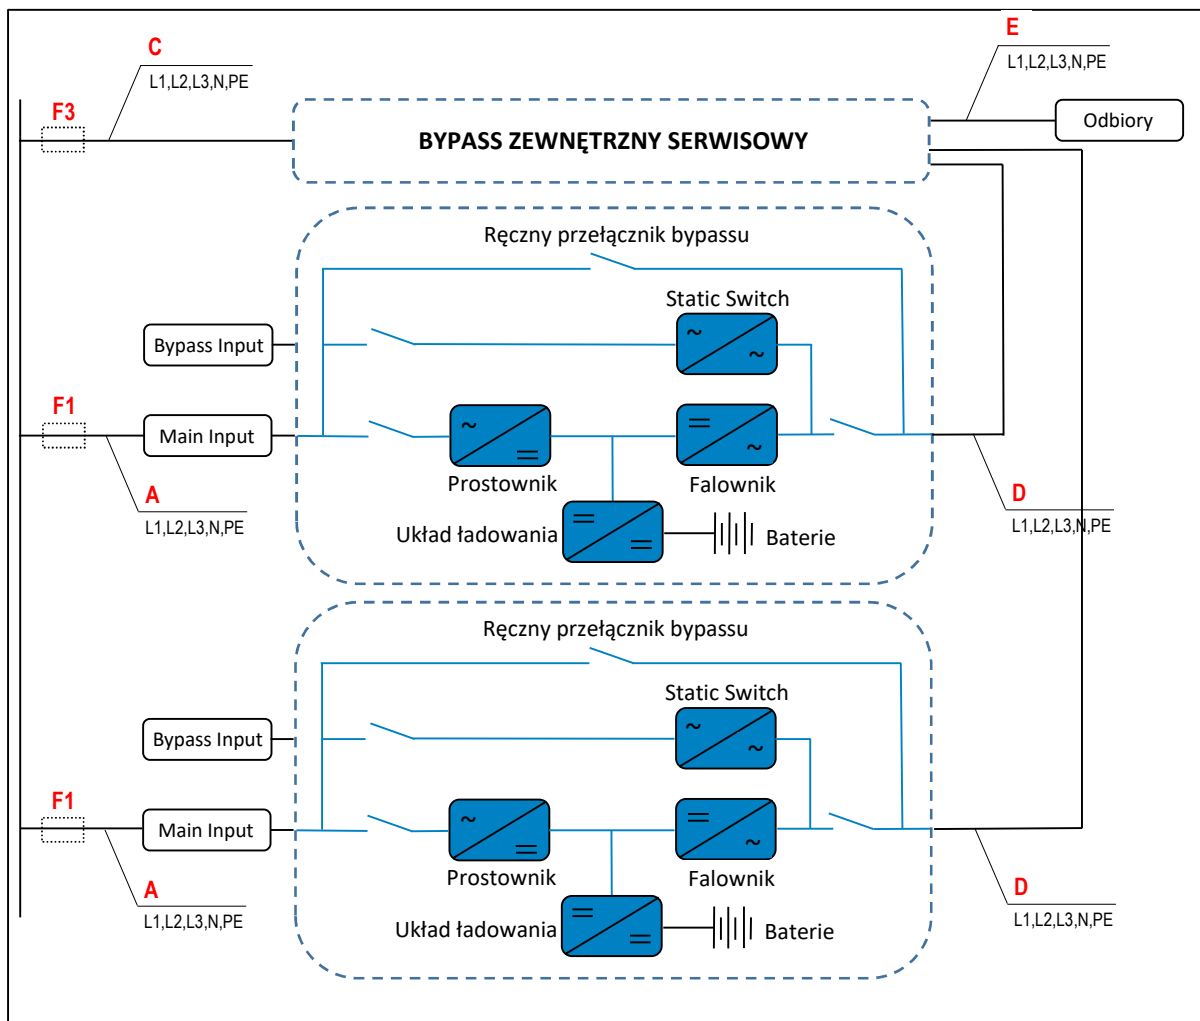 C
L1,L2,L3,N,PE
E
L1,L2,L3,N,PE
F3
BYPASS ZEWNĘTRZNY SERWISOWY
Odbiory
Ręczny przełącznik bypassu
Static Switch
~
~
Bypass Input
F1
Main Input
~
=
=
~
Prostownik
Falownik
A
L1,L2,L3,N,PE
D
L1,L2,L3,N,PE
Układ ładowania
=
=
Baterie
Ręczny przełącznik bypassu
Static Switch
~
~
Bypass Input
F1
Main Input
~
=
=
~
Prostownik
Falownik
A
L1,L2,L3,N,PE
D
L1,L2,L3,N,PE
Układ ładowania
=
=
Baterie